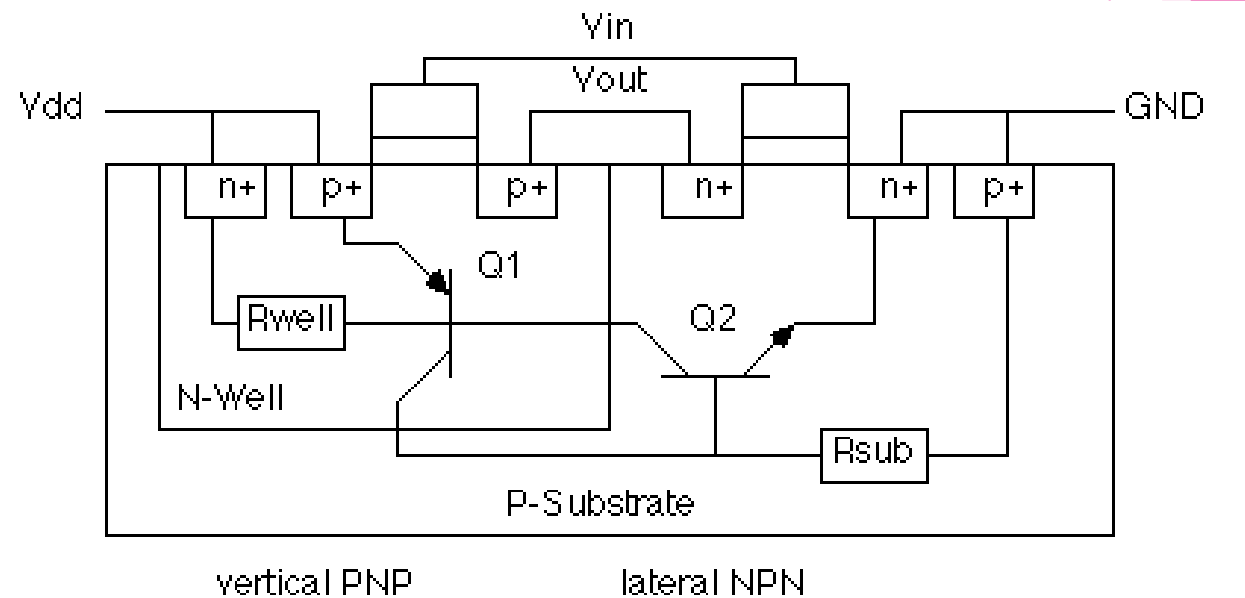 Vin
Vdd
Vout
GND
n+
p+
p+
n+
n+
p+
Q1
Rwell
Q2
N-Well
Rsub
P-Substrate
vertical PNP
lateral NPN